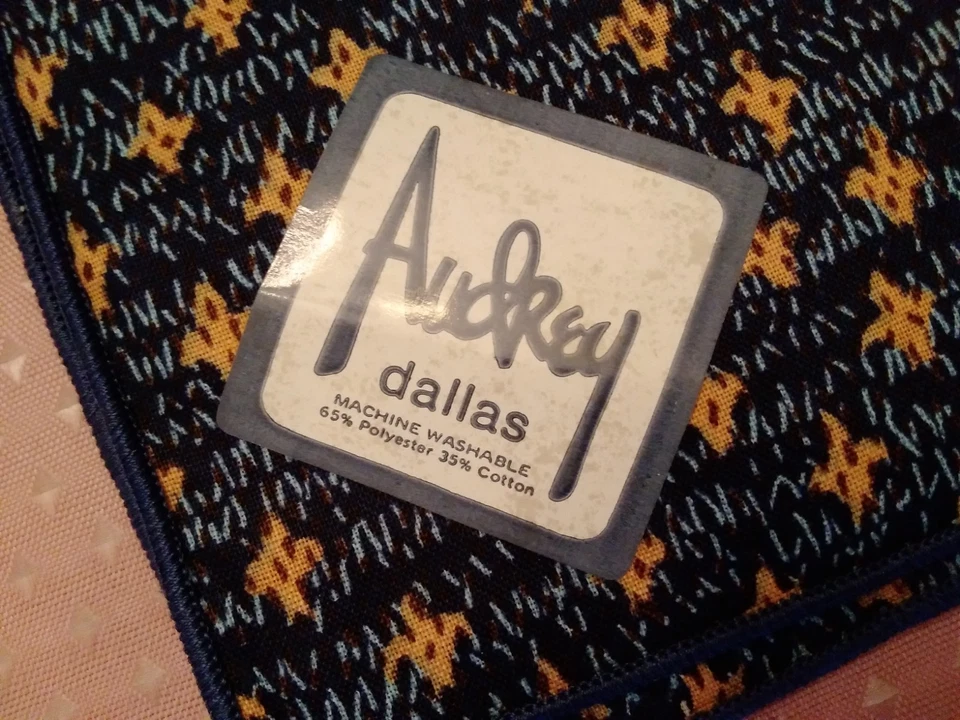 Audrey
dallas
MACHINE WASHABLE
65% Polyester 35% Cotton